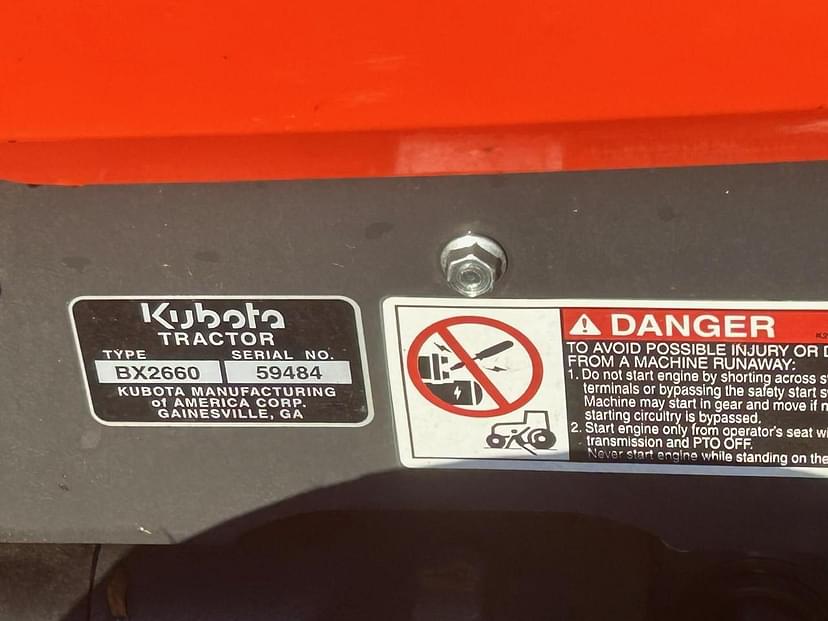 Kubota
TRACTOR
TYPE SERIAL NO.
BX2660 59484
KUBOTA MANUFACTURING
of AMERICA CORP.
GAINESVILLE, GA
DANGER
TO AVOID POSSIBLE INJURY OR
FROM A MACHINE RUNAWAY:
1. Do not start engine by shorting across
terminals or bypassing the safety start
Machine may start in gear and move if
starting circuitry is bypassed.
2. Start engine only from operator's seat
transmission and PTO OFF.
Never start engine while standing on the